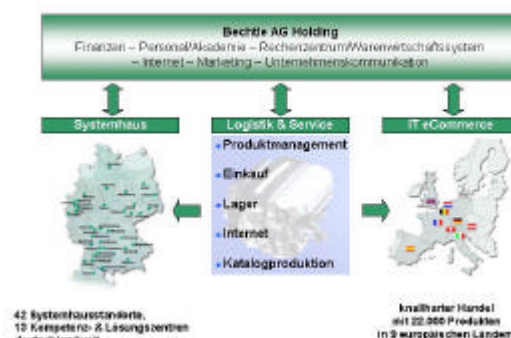 Bechtle AG Holding
Finanzen – Personal/Akademie – Rechenzentrum/Warenwirtschaftssystem
– Internet – Marketing – Unternehmenskommunikation
Systemhaus
Logistik & Service
IT eCommerce
Produktmanagement
Einkauf
Lager
Internet
Katalogproduktion
42 Systemhausstandorte,
13 Kompetenz- & Lösungszentren
knallharter Handel
mit 22.000 Produkten
in 9 europäischen Ländern